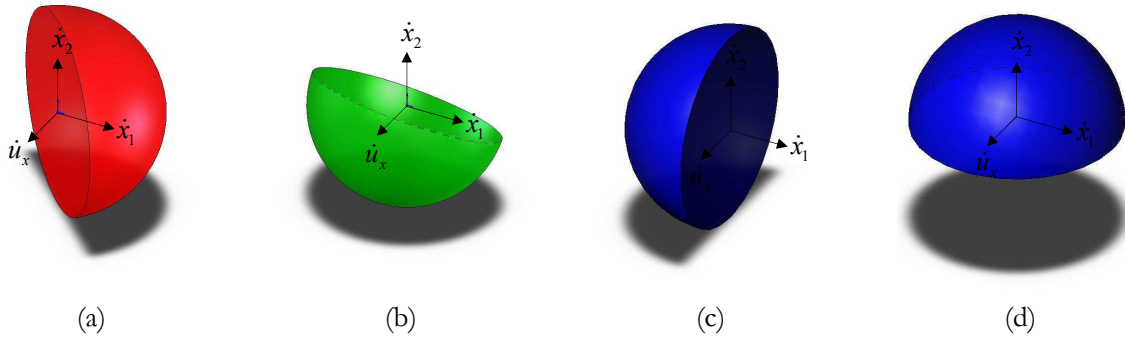 ẋ₂ ẋ₁ u̇ₓ
ẋ₂ ẋ₁ u̇ₓ
ẋ₂ ẋ₁ u̇ₓ
ẋ₂ ẋ₁ u̇ₓ
(a) (b) (c) (d)